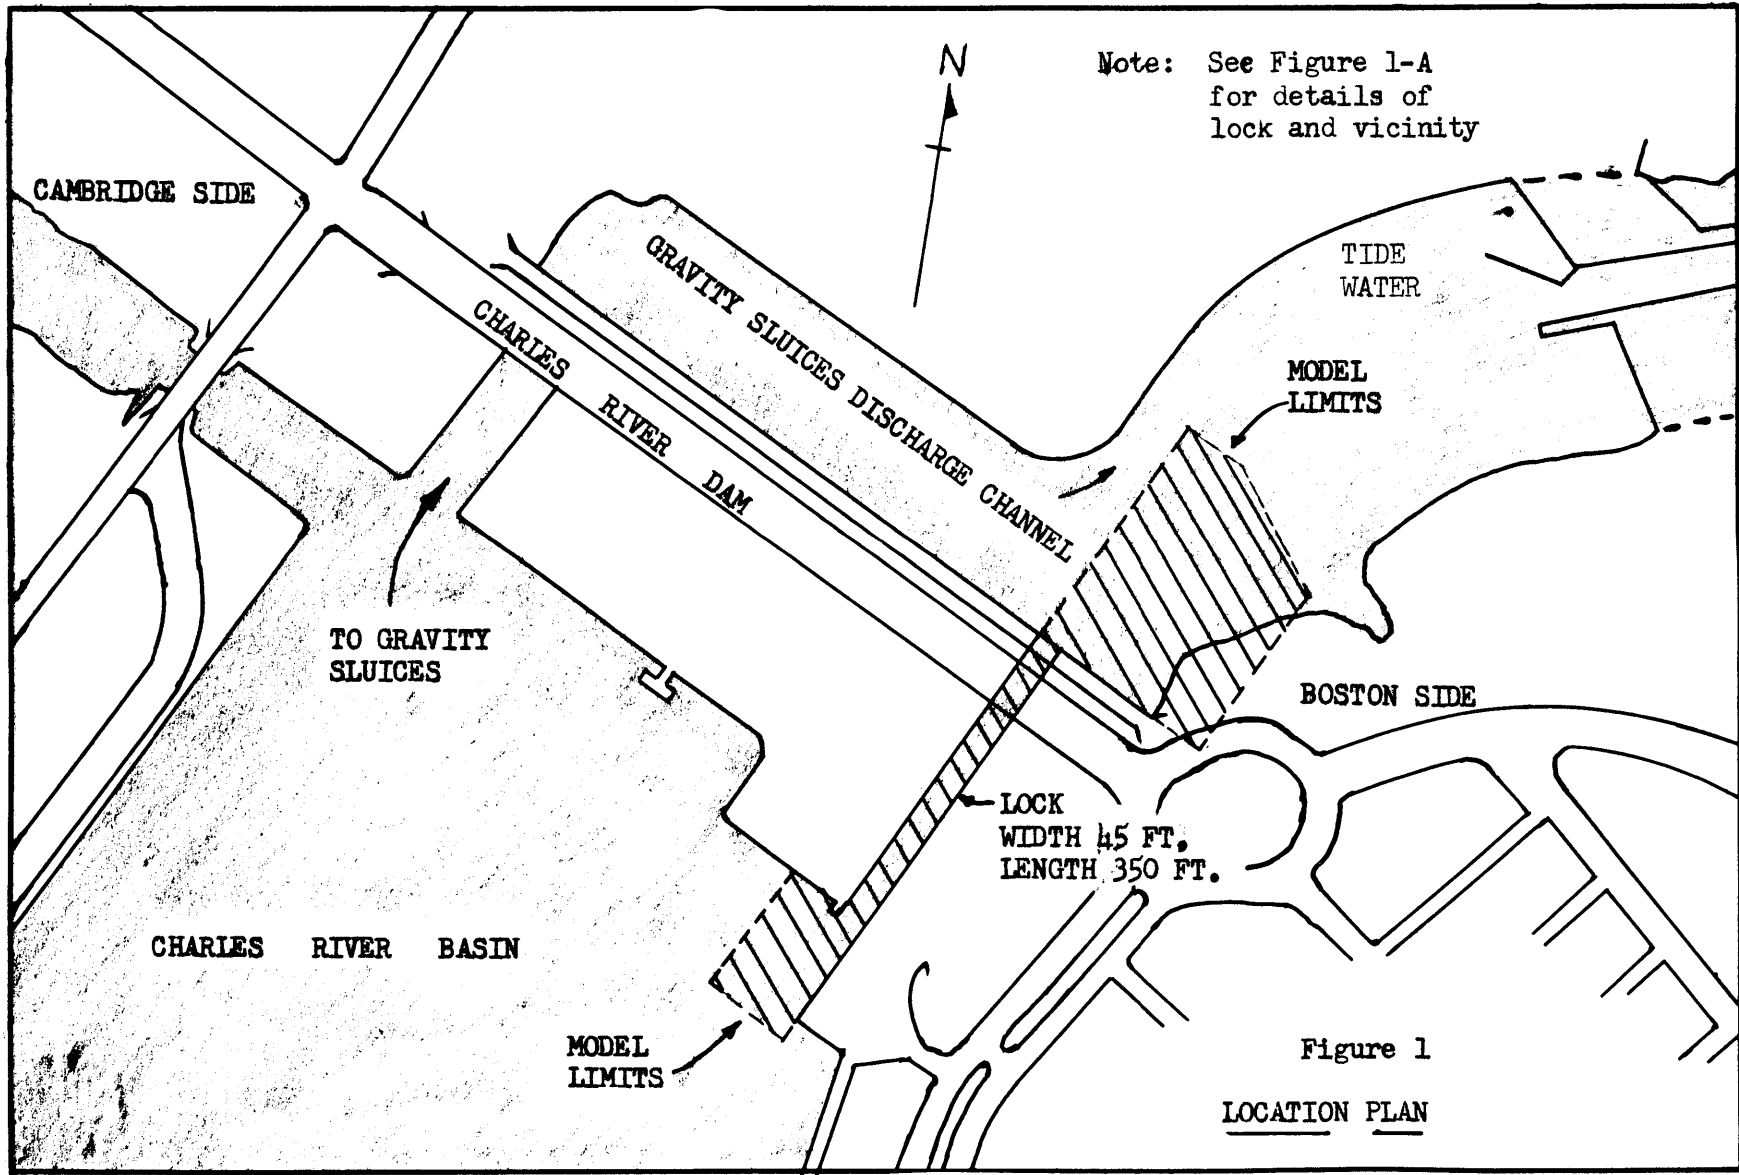 N
Note: See Figure 1-A
for details of
lock and vicinity
CAMBRIDGE SIDE
GRAVITY SLUICES DISCHARGE CHANNEL
TIDE
WATER
CHARLES RIVER DAM
MODEL
LIMITS
TO GRAVITY
SLUICES
BOSTON SIDE
LOCK
WIDTH 45 FT.
LENGTH 350 FT.
CHARLES RIVER BASIN
MODEL
LIMITS
Figure 1
LOCATION PLAN